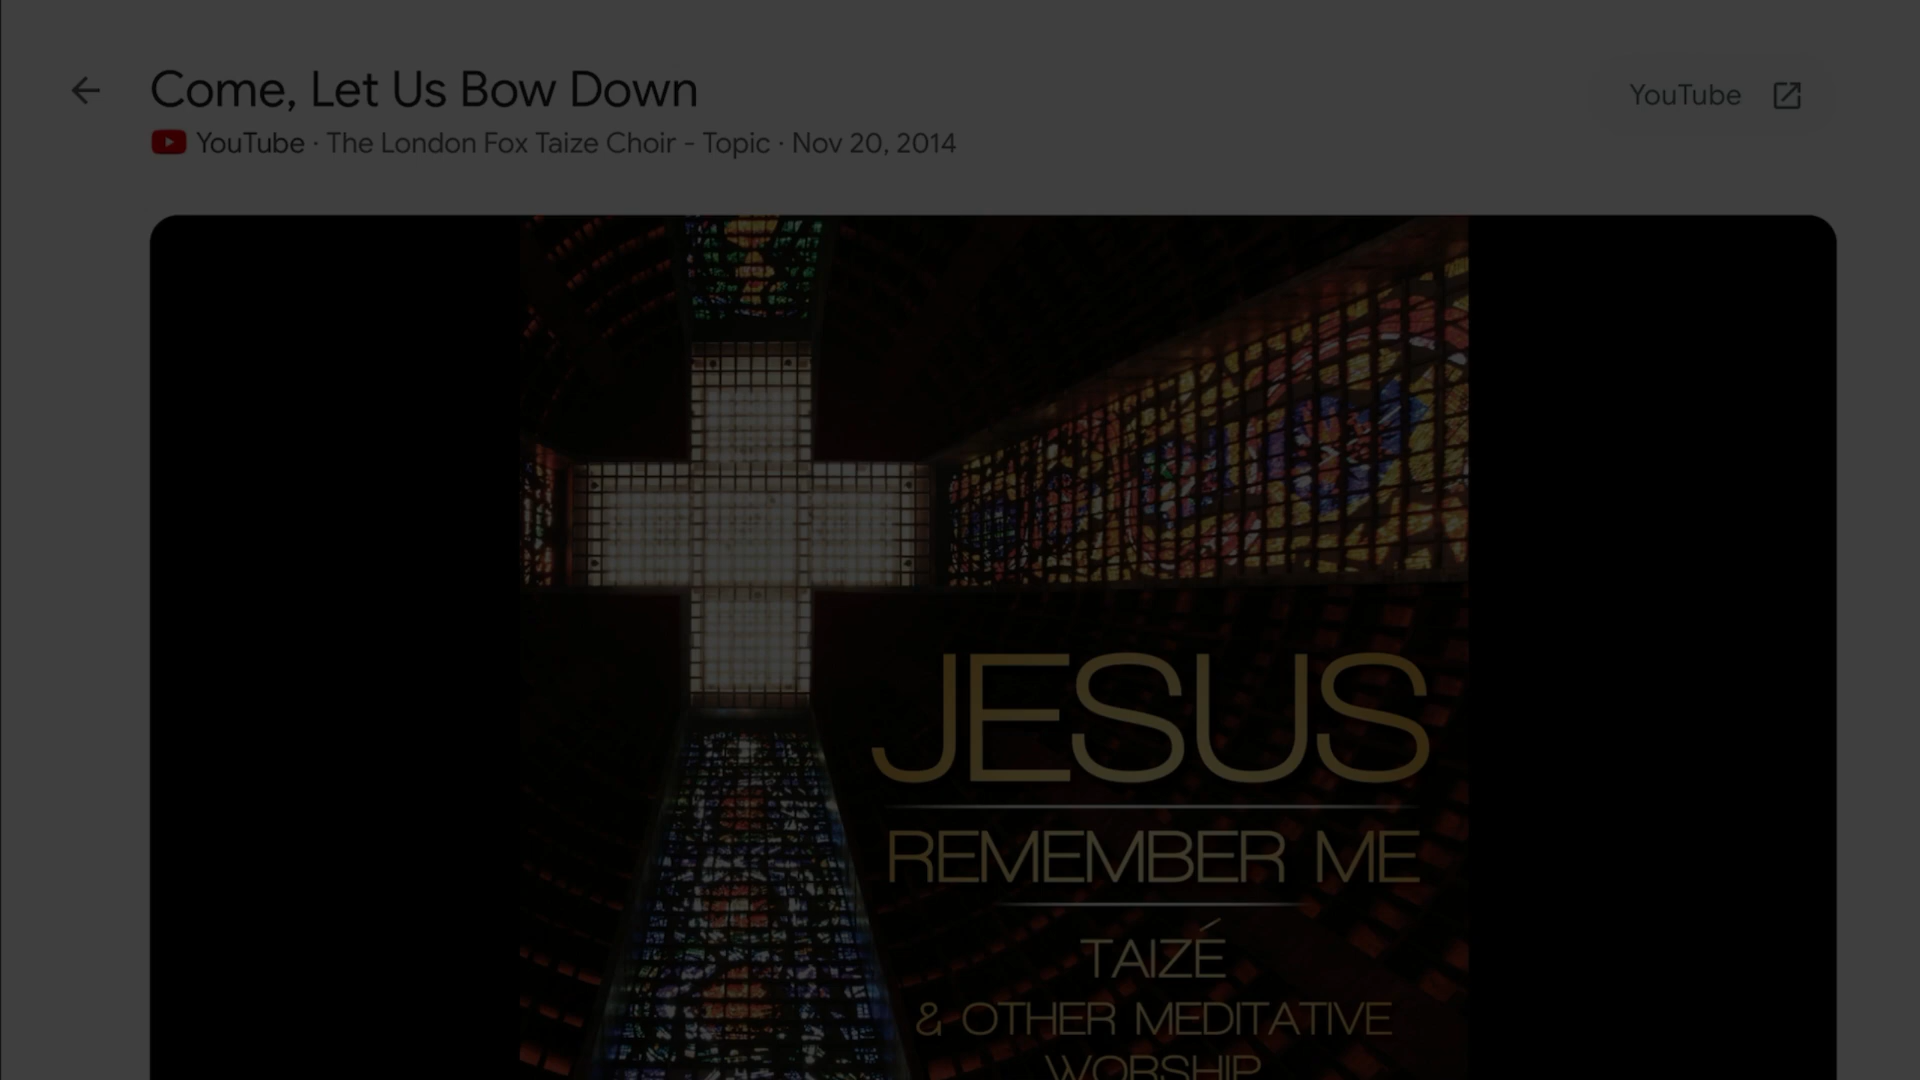 Come, Let Us Bow Down
YouTube
YouTube · The London Fox Taize Choir - Topic · Nov 20, 2014
JESUS
REMEMBER ME
TAIZÉ
& OTHER MEDITATIVE
WORSHIP